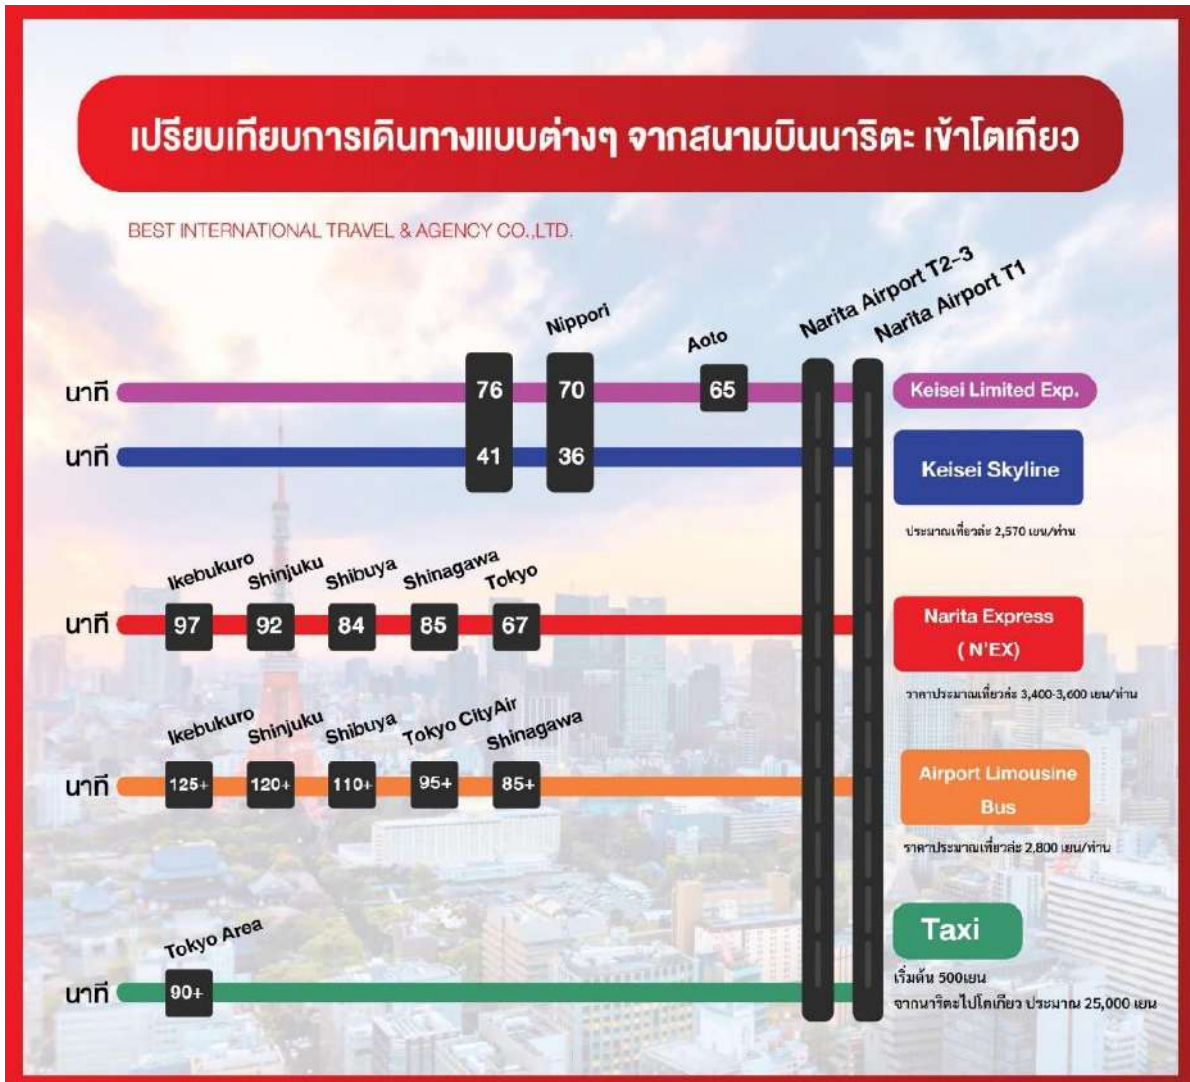 เปรียบเทียบการเดินทางแบบต่างๆ จากสนามบินนาริตะ เข้าโตเกียว
BEST INTERNATIONAL TRAVEL & AGENCY CO.,LTD.
Nippori
Aoto
Narita Airport T2-3
Narita Airport T1
นาที
76
70
65
Keisei Limited Exp.
นาที
41
36
Keisei Skyline
ประมาณเที่ยวล่ะ 2,570 เยน/ท่าน
Ikebukuro
Shinjuku
Shibuya
Shinagawa
Tokyo
นาที
97
92
84
85
67
Narita Express
( N'EX)
ราคาประมาณเที่ยวล่ะ 3,400-3,600 เยน/ท่าน
Ikebukuro
Shinjuku
Shibuya
Tokyo CityAir
Shinagawa
นาที
125+
120+
110+
95+
85+
Airport Limousine
Bus
ราคาประมาณเที่ยวล่ะ 2,800 เยน/ท่าน
Tokyo Area
นาที
90+
Taxi
เริ่มต้น 500เยน
จากนาริตะไปโตเกียว ประมาณ 25,000 เยน